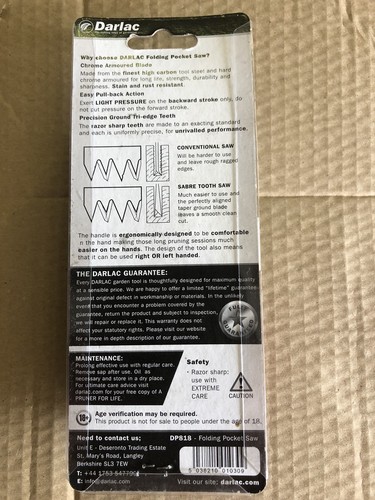 Darlac
Why choose DARLAC Folding Pocket Saw?
Chrome Armoured Blade
Made from the finest high carbon tool steel and hard
chrome armoured for long life, strength, durability and
sharpness. Stain and rust resistant.
Easy Pull-back Action
Exert LIGHT PRESSURE on the backward stroke only, do
not cut pressure on the forward stroke.
Precision Ground Tri-edge Teeth
The razor sharp teeth are made to an exacting standard
and each is uniformly precise, for unrivalled performance.
CONVENTIONAL SAW
Will be harder to use
and leave rough ragged
edges.
SABRE TOOTH SAW
Much easier to use and
the perfectly aligned
taper ground blade
leaves a smooth clean
cut.
The handle is ergonomically designed to be comfortable
in the hand making those long pruning sessions much
easier on the hands. The design of the tool also means
that it can be used right OR left handed.
THE DARLAC GUARANTEE:
Every DARLAC garden tool is thoughtfully designed for maximum quality
at a sensible price. We are happy to offer a limited "lifetime" guarantee
against original defect in workmanship or materials. In the unlikely
event that you encounter a problem covered by the
guarantee, return the product and subject to inspection,
we will repair or replace it. This warranty does not
affect your statutory rights. Please visit our website
for a more in depth description of our guarantee.
MAINTENANCE:
Prolong effective use with regular care.
Remove sap after use. Oil as
necessary and store in a dry place.
For ultimate care advice visit
darlac.com for your free copy of A
PRUNER FOR LIFE.
Safety
- Razor sharp:
use with
EXTREME
CARE
CAUTION
18+
Age verification may be required.
This product is not for sale to people under the age of 18.
Need to contact us:
DP818 - Folding Pocket Saw
Unit E - Deseronto Trading Estate
St. Mary's Road, Langley
Berkshire SL3 7EW
T: +44 1753
E: info@darlac.com
5 038210 010309
Visit our site: darlac.com